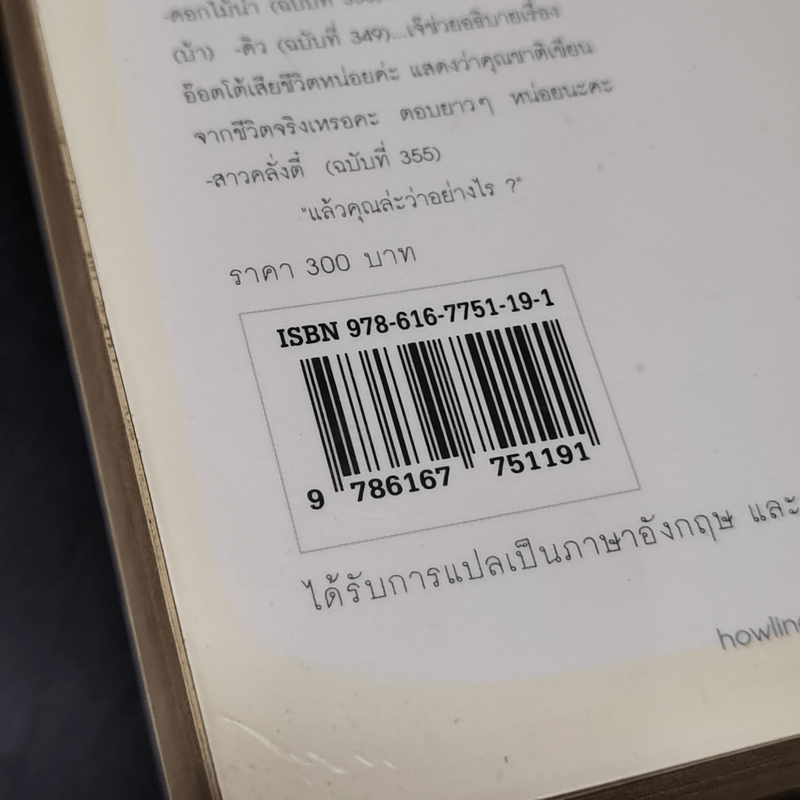 -ดอกไม้น้ำ (ฉบับที่
(บ้า) -ดิว (ฉบับที่ 349)...เจ๊ช่วยอธิบายเรื่อง
อ๊อตโต้เสียชีวิตหน่อยค่ะ แสดงว่าคุณชาติเขียน
จากชีวิตจริงเหรอคะ ตอบยาวๆ หน่อยนะคะ
-สาวคลั่งตี๋ (ฉบับที่ 355)
"แล้วคุณล่ะว่าอย่างไร ?"
ราคา 300 บาท
ISBN 978-616-7751-19-1
9 786167 751191
ได้รับการแปลเป็นภาษาอังกฤษ และ
howling